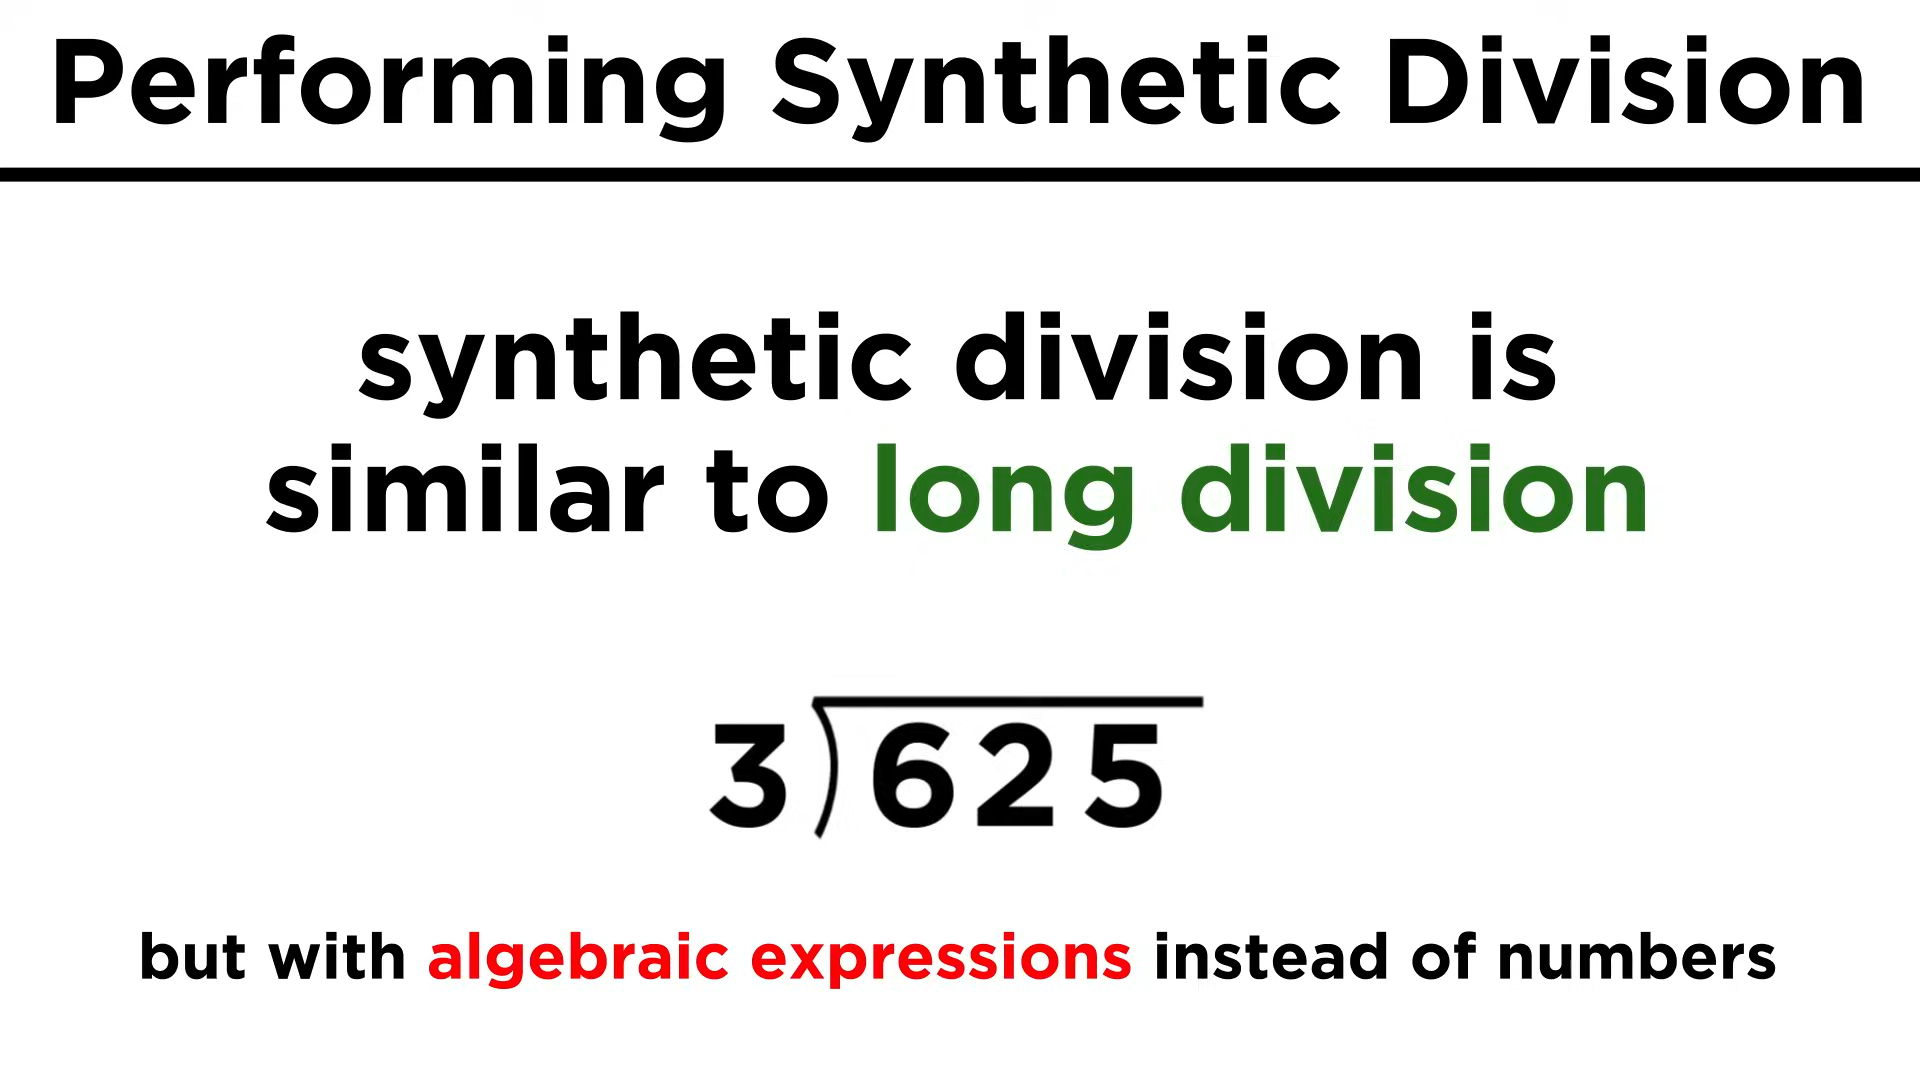 Performing Synthetic Division
synthetic division is
similar to long division
3)625
but with algebraic expressions instead of numbers